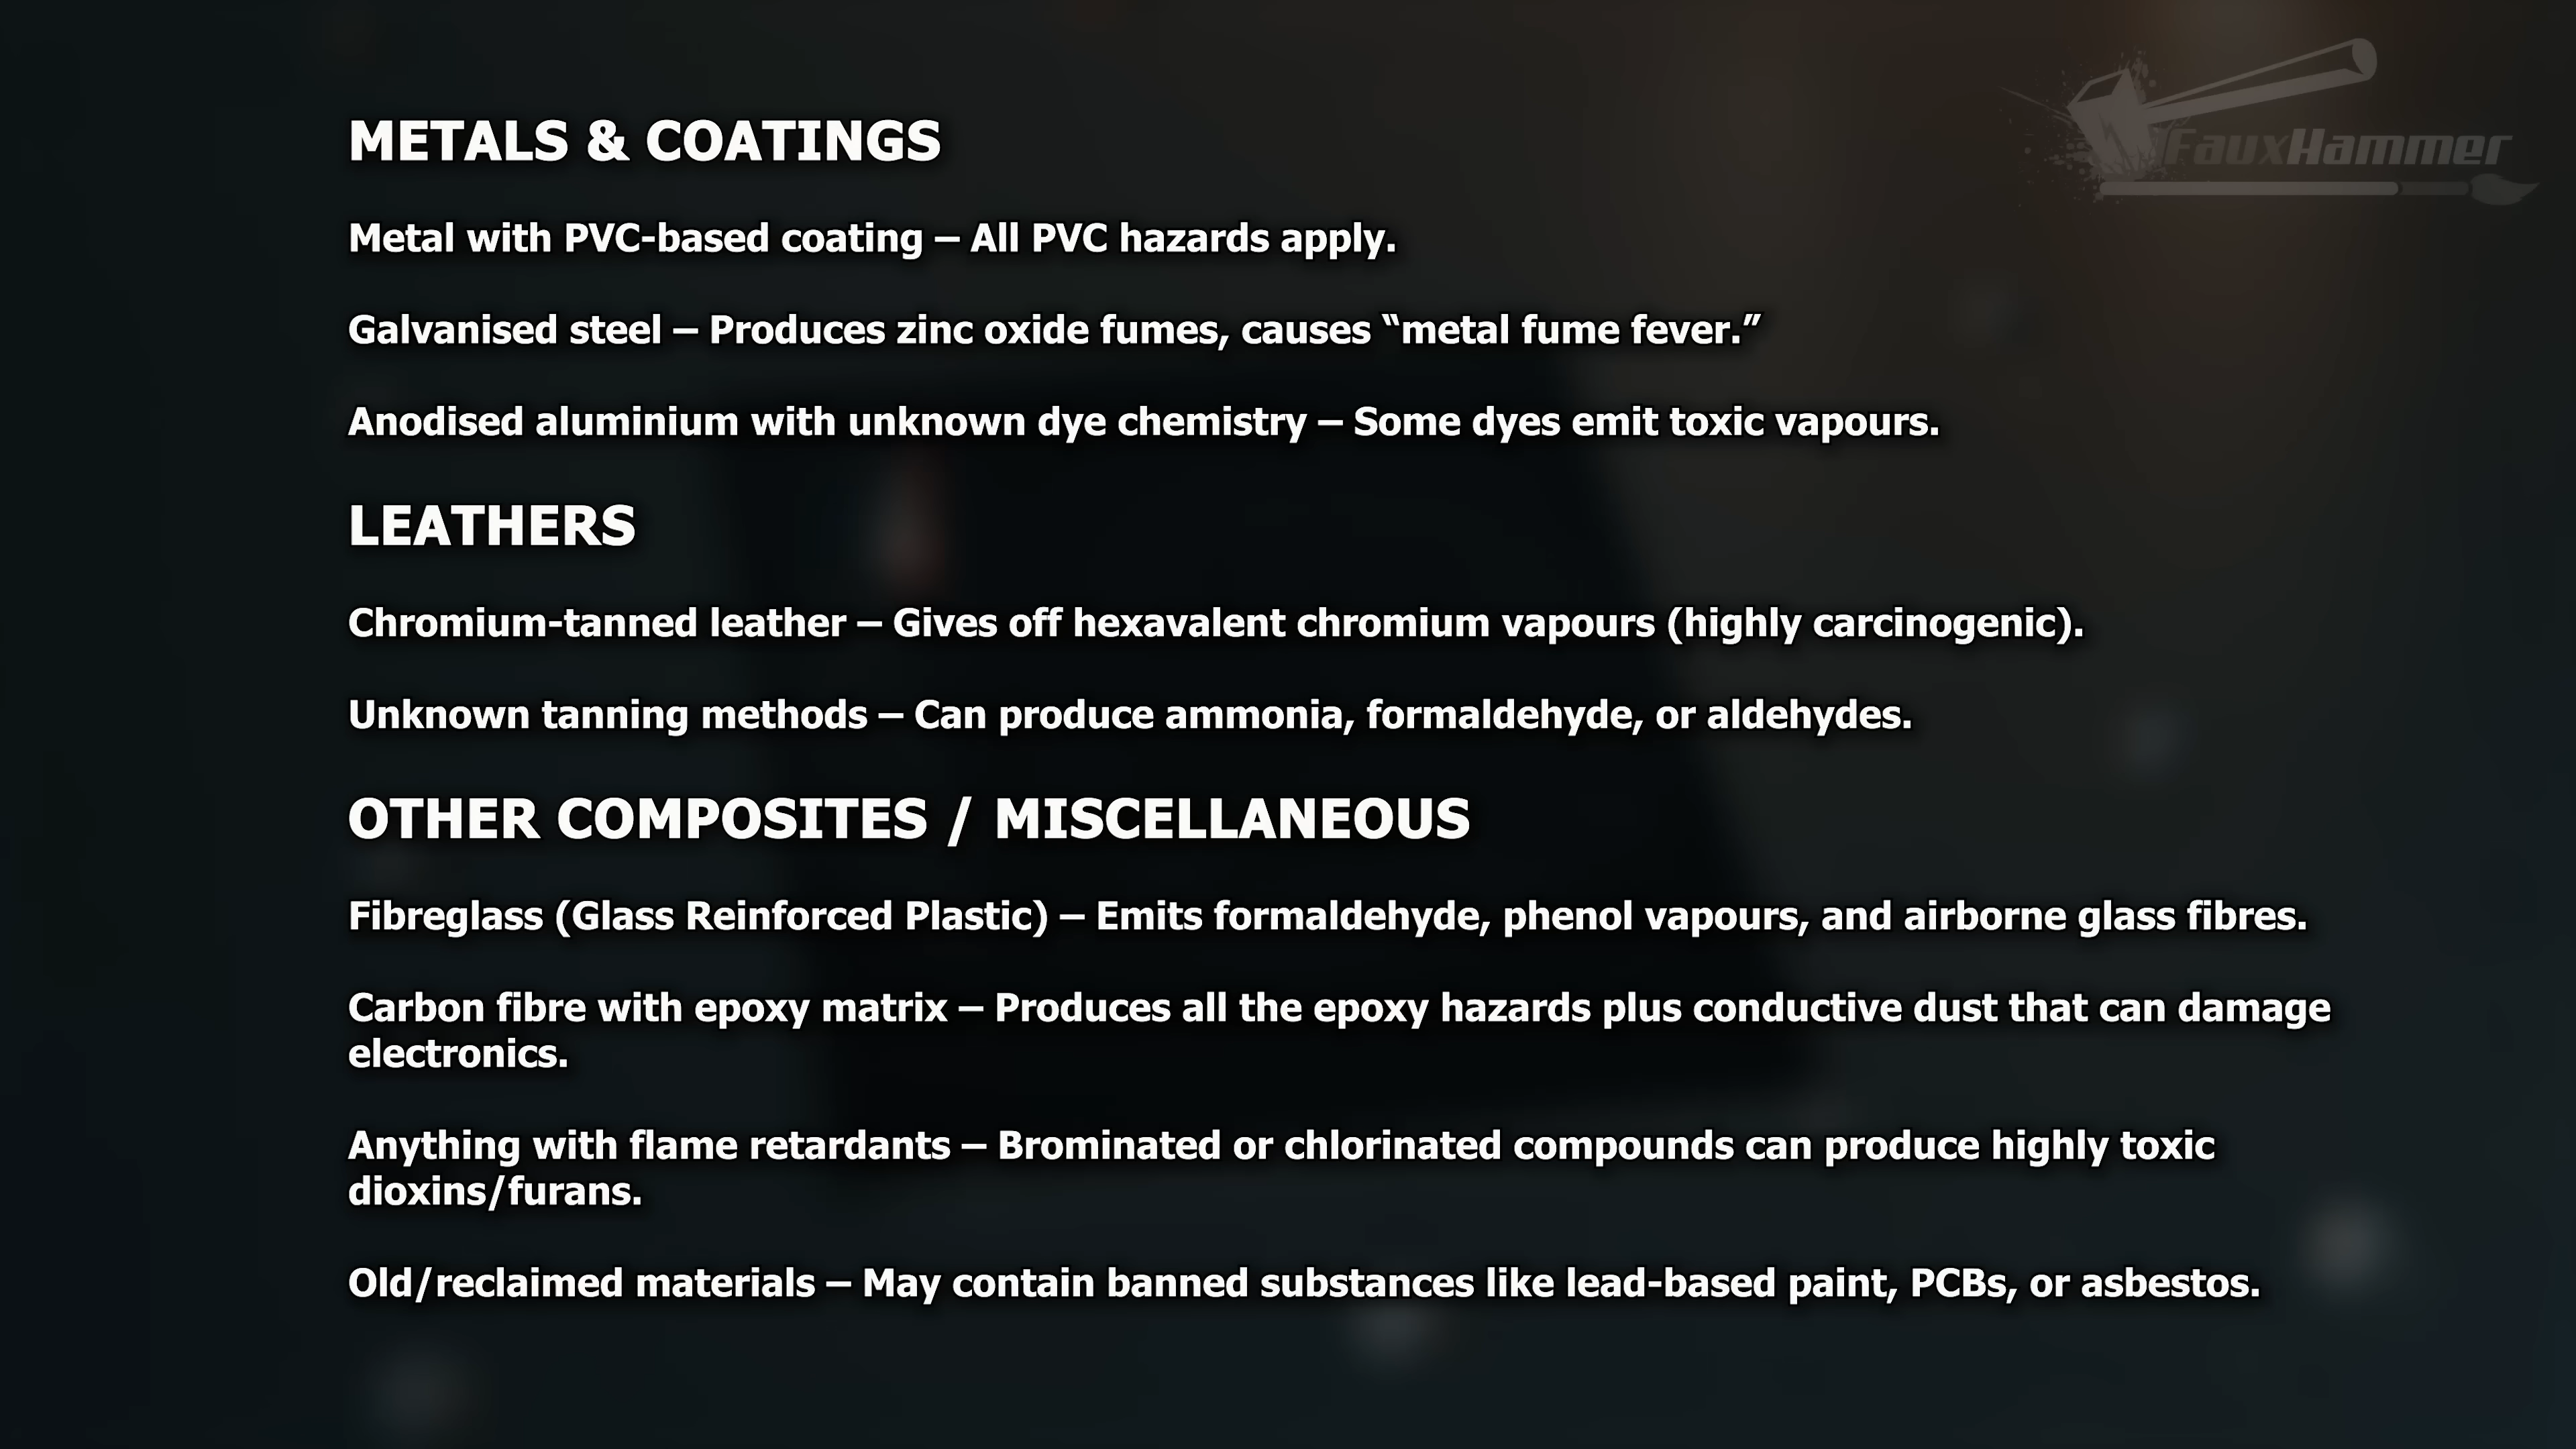 FauxHammer
METALS & COATINGS
Metal with PVC-based coating – All PVC hazards apply.
Galvanised steel – Produces zinc oxide fumes, causes “metal fume fever.”
Anodised aluminium with unknown dye chemistry – Some dyes emit toxic vapours.
LEATHERS
Chromium-tanned leather – Gives off hexavalent chromium vapours (highly carcinogenic).
Unknown tanning methods – Can produce ammonia, formaldehyde, or aldehydes.
OTHER COMPOSITES / MISCELLANEOUS
Fibreglass (Glass Reinforced Plastic) – Emits formaldehyde, phenol vapours, and airborne glass fibres.
Carbon fibre with epoxy matrix – Produces all the epoxy hazards plus conductive dust that can damage
electronics.
Anything with flame retardants – Brominated or chlorinated compounds can produce highly toxic
dioxins/furans.
Old/reclaimed materials – May contain banned substances like lead-based paint, PCBs, or asbestos.